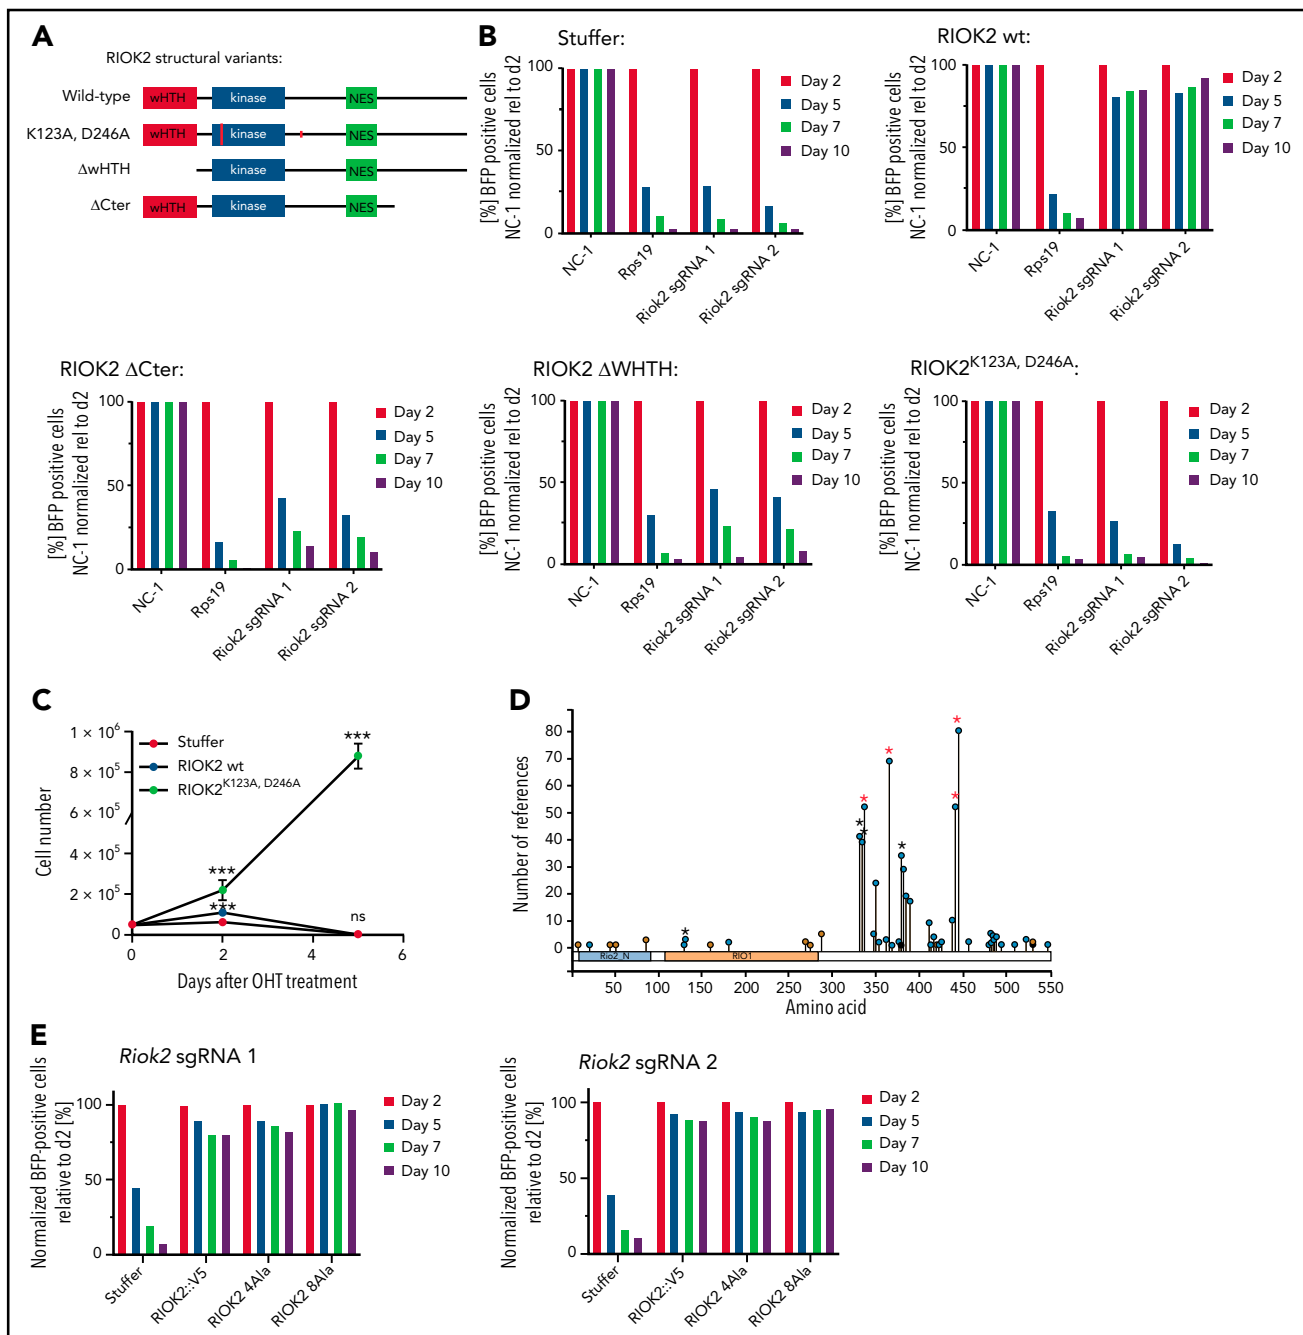 A
RIOK2 structural variants:
Wild-type
wHTH
kinase
NES
K123A, D246A
wHTH
kinase
NES
ΔwHTH
kinase
NES
ΔCter
wHTH
kinase
NES
B
Stuffer:
[%] BFP positive cells
NC-1 normalized rel to d2
100
50
0
NC-1
Rps19
Riok2 sgRNA 1
Riok2 sgRNA 2
Day 2
Day 5
Day 7
Day 10
RIOK2 wt:
[%] BFP positive cells
NC-1 normalized rel to d2
100
50
0
NC-1
Rps19
Riok2 sgRNA 1
Riok2 sgRNA 2
Day 2
Day 5
Day 7
Day 10
RIOK2 ΔCter:
[%] BFP positive cells
NC-1 normalized rel to d2
100
50
0
NC-1
Rps19
Riok2 sgRNA 1
Riok2 sgRNA 2
Day 2
Day 5
Day 7
Day 10
RIOK2 ΔWHTH:
[%] BFP positive cells
NC-1 normalized rel to d2
100
50
0
NC-1
Rps19
Riok2 sgRNA 1
Riok2 sgRNA 2
Day 2
Day 5
Day 7
Day 10
RIOK2K123A, D246A:
[%] BFP positive cells
NC-1 normalized rel to d2
100
50
0
NC-1
Rps19
Riok2 sgRNA 1
Riok2 sgRNA 2
Day 2
Day 5
Day 7
Day 10
C
Cell number
1 × 10^6
8 × 10^5
6 × 10^5
4 × 10^5
2 × 10^5
0
Stuffer
RIOK2 wt
RIOK2K123A, D246A
***
***
***
ns
0 2 4 6
Days after OHT treatment
D
Number of references
80
70
60
50
40
30
20
10
0
* * * * * * * *
Rio2_N
RIO1
50 100 150 200 250 300 350 400 450 500 550
Amino acid
E
Riok2 sgRNA 1
Normalized BFP-positive cells
relative to d2 [%]
100
50
0
Stuffer
RIOK2::V5
RIOK2 4Ala
RIOK2 8Ala
Day 2
Day 5
Day 7
Day 10
Riok2 sgRNA 2
Normalized BFP-positive cells
relative to d2 [%]
100
50
0
Stuffer
RIOK2::V5
RIOK2 4Ala
RIOK2 8Ala
Day 2
Day 5
Day 7
Day 10